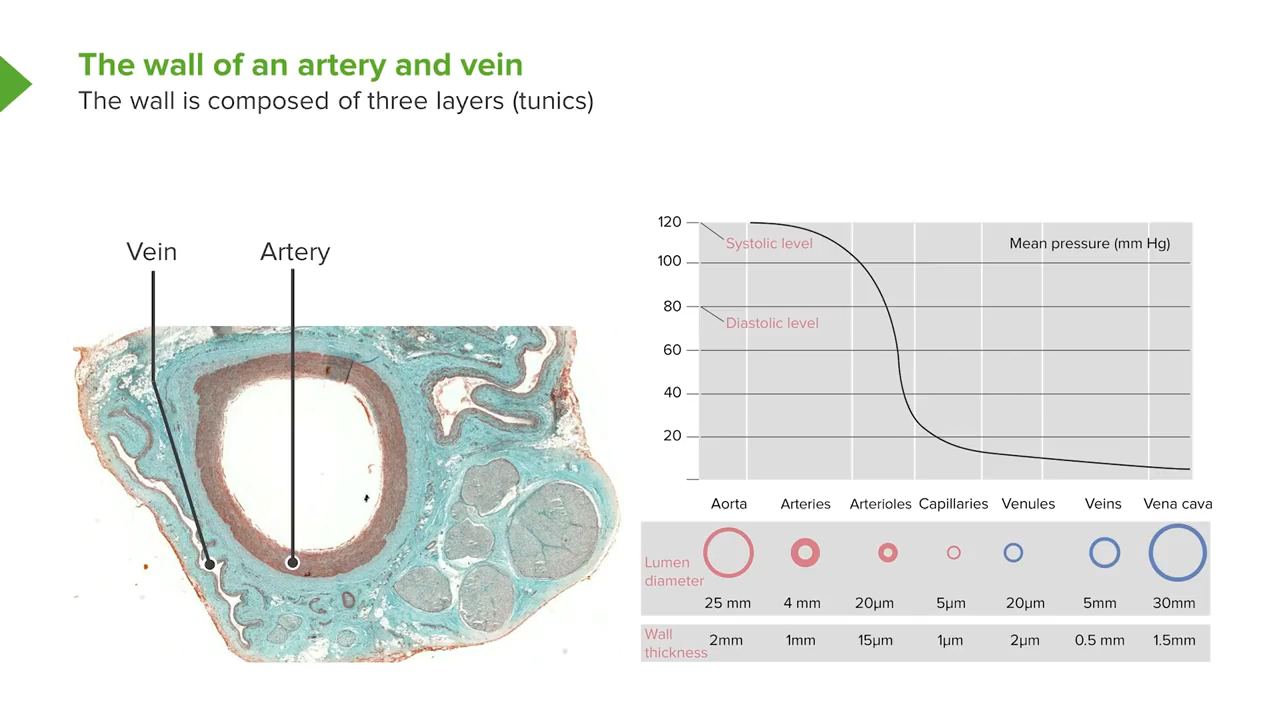 The wall of an artery and vein
The wall is composed of three layers (tunics)
Vein
Artery
120
100
80
60
40
20
Systolic level
Diastolic level
Mean pressure (mm Hg)
Aorta Arteries Arterioles Capillaries Venules Veins Vena cava
Lumen
diameter
25 mm 4 mm 20µm 5µm 20µm 5mm 30mm
Wall
thickness
2mm 1mm 15µm 1µm 2µm 0.5 mm 1.5mm